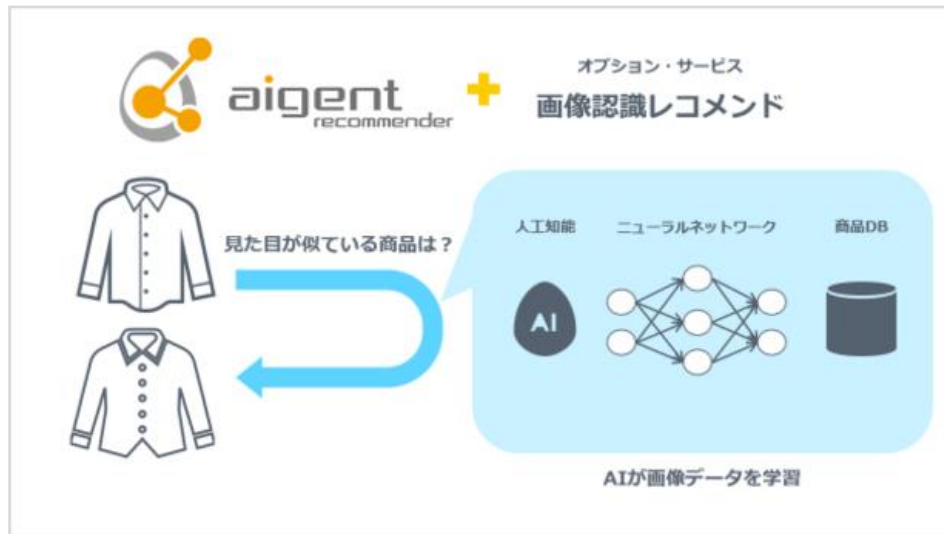 aigent
recommender
オプション・サービス
画像認識レコメンド
見た目が似ている商品は？
人工知能
ニューラルネットワーク
商品DB
AI
AIが画像データを学習